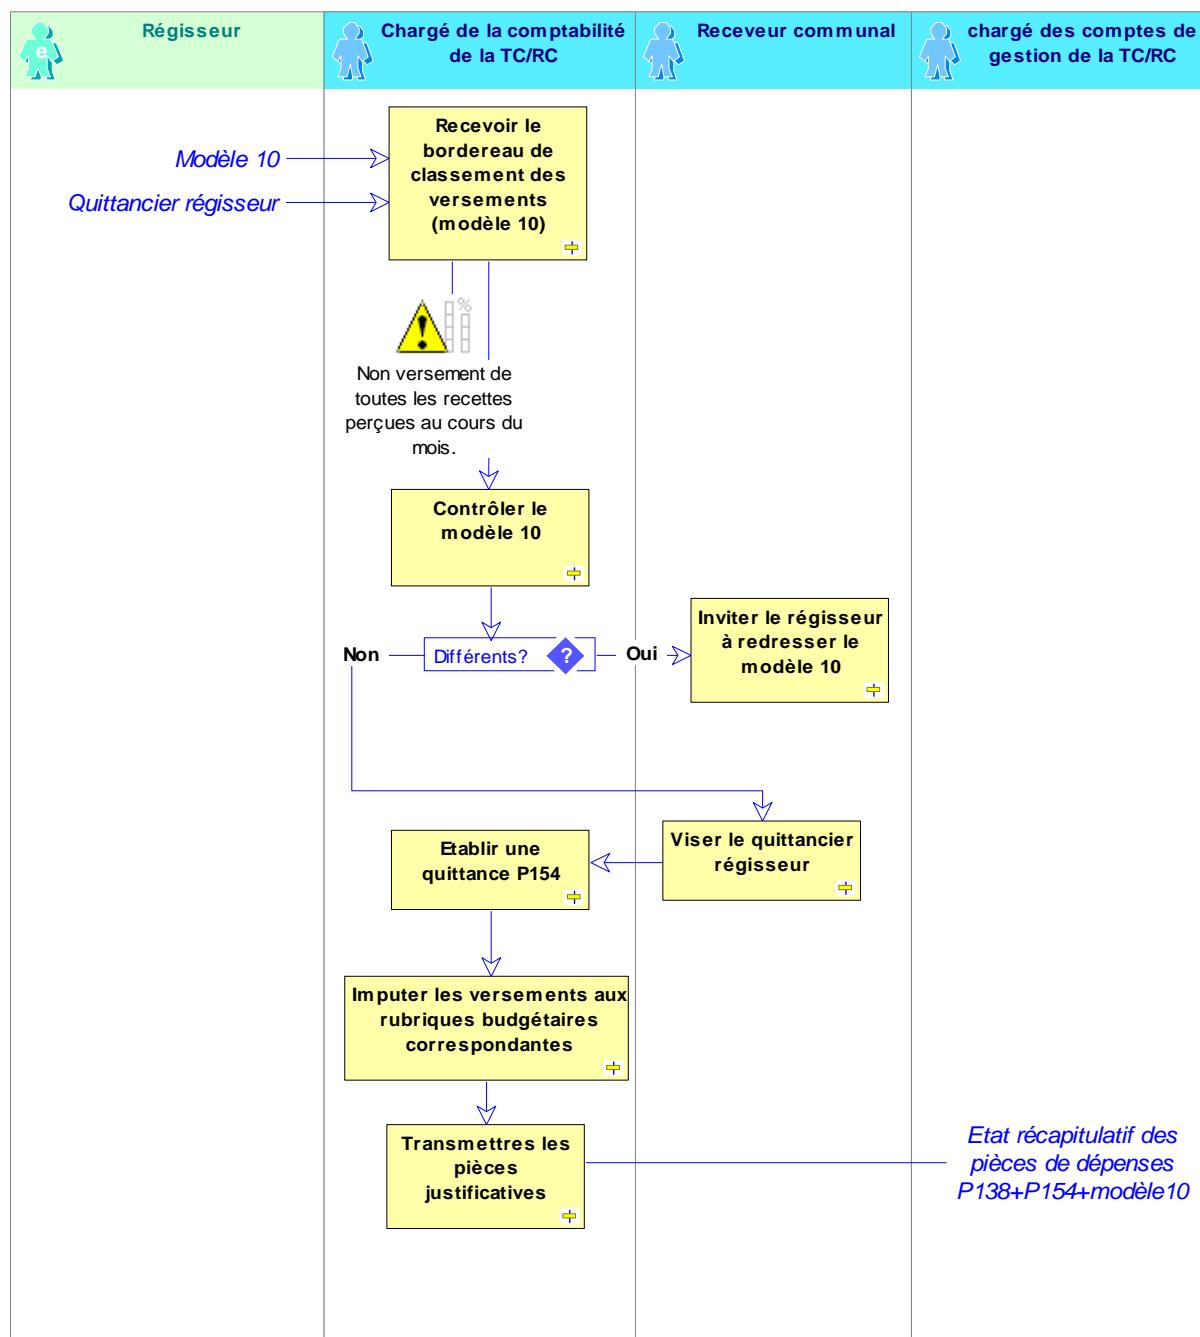 Régisseur
Chargé de la comptabilité
de la TC/RC
Receveur communal
chargé des comptes de
gestion de la TC/RC
e
Recevoir le
bordereau de
classement des
versements
(modèle 10)
Modèle 10
Quittancier régisseur
%
Non versement de
toutes les recettes
perçues au cours du
mois.
Contrôler le
modèle 10
Inviter le régisseur
à redresser le
modèle 10
Non
Différents?
?
Oui
Viser le quittancier
régisseur
Etablir une
quittance P154
Imputer les versements aux
rubriques budgétaires
correspondantes
Transmettres les
pièces
justificatives
Etat récapitulatif des
pièces de dépenses
P138+P154+modèle10